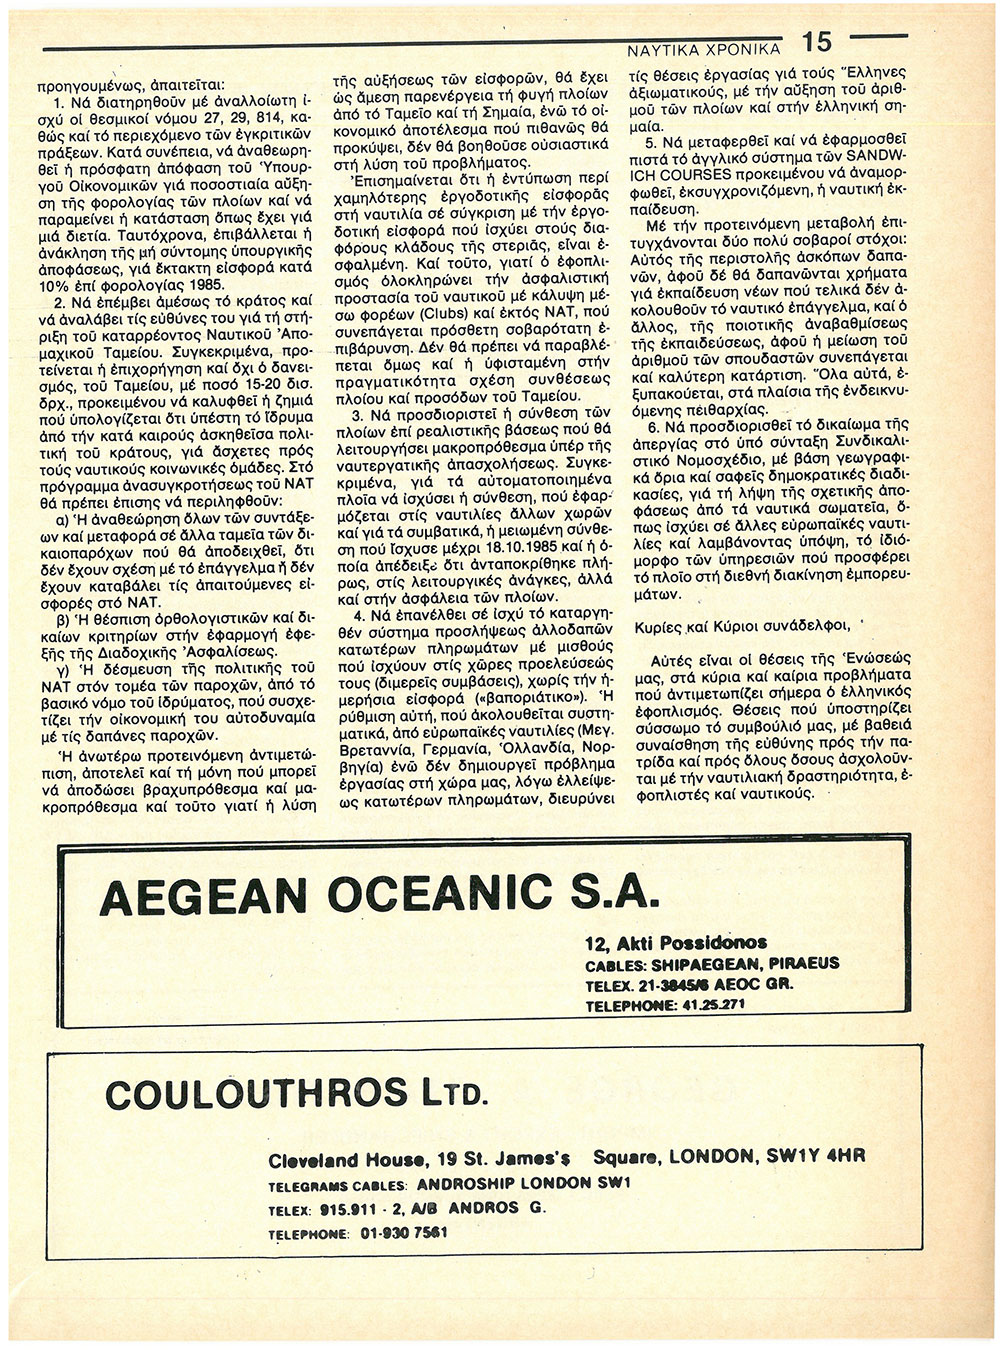 ΝΑΥΤΙΚΑ ΧΡΟΝΙΚΑ 15
προηγουμένως, ἀπαιτεῖται:
1. Νά διατηρηθοῦν μέ ἀναλλοίωτη ἰ-
σχύ οἱ θεσμικοί νόμου 27, 29, 814, κα-
θώς καί τό περιεχόμενο τῶν ἐγκριτικῶν
πράξεων. Κατά συνέπεια, νά ἀναθεωρη-
θεῖ ἡ πρόσφατη ἀπόφαση τοῦ Ὑπουρ-
γοῦ Οἰκονομικῶν γιά ποσοστιαία αὔξη-
ση τῆς φορολογίας τῶν πλοίων καί νά
παραμείνει ἡ κατάσταση ὅπως ἔχει γιά
μιά διετία. Ταυτόχρονα, ἐπιβάλλεται ἡ
ἀνάκληση τῆς μή σύντομης ὑπουργικῆς
ἀποφάσεως, γιά ἔκτακτη εἰσφορά κατά
10% ἐπί φορολογίας 1985.
2. Νά ἐπέμβει ἀμέσως τό κράτος καί
νά ἀναλάβει τίς εὐθύνες του γιά τή στή-
ριξη τοῦ καταρρέοντος Ναυτικοῦ Ἀπο-
μαχικοῦ Ταμείου. Συγκεκριμένα, προ-
τείνεται ἡ ἐπιχορήγηση καί ὄχι ὁ δανει-
σμός, τοῦ Ταμείου, μέ ποσό 15-20 δισ.
δρχ., προκειμένου νά καλυφθεῖ ἡ ζημιά
πού ὑπολογίζεται ὅτι ὑπέστη τό ἵδρυμα
ἀπό τήν κατά καιρούς ἀσκηθεῖσα πολι-
τική τοῦ κράτους, γιά ἄσχετες πρός
τούς ναυτικούς κοινωνικές ὁμάδες. Στό
πρόγραμμα ἀνασυγκροτήσεως τοῦ ΝΑΤ
θά πρέπει ἐπισης νά περιληφθοῦν:
α) Ἡ ἀναθεώρηση ὅλων τῶν συντάξε-
ων καί μεταφορά σέ ἄλλα ταμεῖα τῶν δι-
καιοπαρόχων πού θά ἀποδειχθεῖ, ὅτι
δέν ἔχουν σχέση μέ τό ἐπάγγελμα ἤ δέν
ἔχουν καταβάλει τίς ἀπαιτούμενες εἰ-
σφορές στό ΝΑΤ.
β) Ἡ θέσπιση ὀρθολογιστικῶν καί δι-
καίων κριτηρίων στήν ἐφαρμογή ἐφε-
ξῆς τῆς Διαδοχικῆς Ἀσφαλίσεως.
γ) Ἡ δέσμευση τῆς πολιτικῆς τοῦ
ΝΑΤ στόν τομέα τῶν παροχῶν, ἀπό τό
βασικό νόμο τοῦ ἱδρύματος, πού συσχε-
τίζει τήν οἰκονομική του αὐτοδυναμία
μέ τίς δαπάνες παροχῶν.
Ἡ ἀνωτέρω προτεινόμενη ἀντιμετώ-
πιση, ἀποτελεῖ καί τή μόνη πού μπορεῖ
νά ἀποδώσει βραχυπρόθεσμα καί μα-
κροπρόθεσμα καί τοῦτο γιατί ἡ λύση
τῆς αὐξήσεως τῶν εἰσφορῶν, θά ἔχει
ὡς ἄμεση παρενέργεια τή φυγή πλοίων
ἀπό τό Ταμεῖο καί τή Σημαία, ἐνῶ τό οἰ-
κονομικό ἀποτέλεσμα πού πιθανῶς θά
προκύψει, δέν θά βοηθοῦσε οὐσιαστικά
στή λύση τοῦ προβλήματος.
Ἐπισημαίνεται ὅτι ἡ ἐντύπωση περί
χαμηλότερης ἐργοδοτικῆς εἰσφορᾶς
στή ναυτιλία σέ σύγκριση μέ τήν ἐργο-
δοτική εἰσφορά πού ἰσχύει στούς δια-
φόρους κλάδους τῆς στεριᾶς, εἶναι ἐ-
σφαλμένη. Καί τοῦτο, γιατί ὁ ἐφοπλι-
σμός ὁλοκληρώνει τήν ἀσφαλιστική
προστασία τοῦ ναυτικοῦ μέ κάλυψη μέ-
σω φορέων (Clubs) καί ἐκτός ΝΑΤ, πού
συνεπάγεται πρόσθετη σοβαρότατη ἐ-
πιβάρυνση. Δέν θά πρέπει νά παραβλέ-
πεται ὅμως καί ἡ ὑφισταμένη στήν
πραγματικότητα σχέση συνθέσεως
πλοίου καί προσόδων τοῦ Ταμείου.
3. Νά προσδιοριστεῖ ἡ σύνθεση τῶν
πλοίων ἐπί ρεαλιστικῆς βάσεως πού θά
λειτουργήσει μακροπρόθεσμα ὑπέρ τῆς
ναυτεργατικῆς ἀπασχολήσεως. Συγκε-
κριμένα, γιά τά αὐτοματοποιημένα
πλοῖα νά ἰσχύσει ἡ σύνθεση, πού ἐφαρ-
μόζεται στίς ναυτιλίες ἄλλων χωρῶν
καί γιά τά συμβατικά, ἡ μειωμένη σύνθε-
ση πού ἴσχυσε μέχρι 18.10.1985 καί ἡ ὁ-
ποία ἀπέδειξε ὅτι ἀνταποκρίθηκε πλή-
ρως, στίς λειτουργικές ἀνάγκες, ἀλλά
καί στήν ἀσφάλεια τῶν πλοίων.
4. Νά ἐπανέλθει σέ ἰσχύ τό καταργη-
θέν σύστημα προσλήψεως ἀλλοδαπῶν
κατωτέρων πληρωμάτων μέ μισθούς
πού ἰσχύουν στίς χῶρες προελεύσεώς
τους (διμερεῖς συμβάσεις), χωρίς τήν ἡ-
μερήσια εἰσφορά («βαποριάτικο»). Ἡ
ρύθμιση αὐτή, πού ἀκολουθεῖται συστη-
ματικά, ἀπό εὐρωπαϊκές ναυτιλίες (Μεγ.
Βρεταννία, Γερμανία, Ὁλλανδία, Νορ-
βηγία) ἐνῶ δέν δημιουργεῖ πρόβλημα
ἐργασίας στή χώρα μας, λόγω ἐλλείψε-
ως κατωτέρων πληρωμάτων, διευρύνει
τίς θέσεις ἐργασίας γιά τούς Ἕλληνες
ἀξιωματικούς, μέ τήν αὔξηση τοῦ ἀριθ-
μοῦ τῶν πλοίων καί στήν ἑλληνική ση-
μαία.
5. Νά μεταφερθεῖ καί νά ἐφαρμοσθεῖ
πιστά τό ἀγγλικό σύστημα τῶν SANDW-
ICH COURSES προκειμένου νά ἀναμορ-
φωθεῖ, ἐκσυγχρονιζόμενη, ἡ ναυτική ἐκ-
παίδευση.
Μέ τήν προτεινόμενη μεταβολή ἐπι-
τυγχάνονται δύο πολύ σοβαροί στόχοι:
Αὐτός τῆς περιστολῆς ἀσκόπων δαπα-
νῶν, ἀφοῦ δέ θά δαπανῶνται χρήματα
γιά ἐκπαίδευση νέων πού τελικά δέν ἀ-
κολουθοῦν τό ναυτικό ἐπάγγελμα, καί ὁ
ἄλλος, τῆς ποιοτικῆς ἀναβαθμίσεως
τῆς ἐκπαιδεύσεως, ἀφοῦ ἡ μείωση τοῦ
ἀριθμοῦ τῶν σπουδαστῶν συνεπάγεται
καί καλύτερη κατάρτιση. Ὅλα αὐτά, ἐ-
ξυπακούεται, στά πλαίσια τῆς ἐνδεικνυ-
όμενης πειθαρχίας.
6. Νά προσδιορισθεῖ τό δικαίωμα τῆς
ἀπεργίας στό ὑπό σύνταξη Συνδικαλι-
στικό Νομοσχέδιο, μέ βάση γεωγραφι-
κά ὅρια καί σαφεῖς δημοκρατικές διαδι-
κασίες, γιά τή λήψη τῆς σχετικῆς ἀπο-
φάσεως ἀπό τά ναυτικά σωματεῖα, ὅ-
πως ἰσχύει σέ ἄλλες εὐρωπαϊκές ναυτι-
λίες καί λαμβάνοντας ὑπόψη, τό ἰδιό-
μορφο τῶν ὑπηρεσιῶν πού προσφέρει
τό πλοῖο στή διεθνή διακίνηση ἐμπορευ-
μάτων.
Κυρίες καί Κύριοι συνάδελφοι,
Αὐτές εἶναι οἱ θέσεις τῆς Ἑνώσεώς
μας, στά κύρια καί καίρια προβλήματα
πού ἀντιμετωπίζει σήμερα ὁ ἑλληνικός
ἐφοπλισμός. Θέσεις πού ὑποστηρίζει
σύσσωμο τό συμβούλιό μας, μέ βαθειά
συναίσθηση τῆς εὐθύνης πρός τήν πα-
τρίδα καί πρός ὅλους ὅσους ἀσχολοῦν-
ται μέ τήν ναυτιλιακή δραστηριότητα, ἐ-
φοπλιστές καί ναυτικούς.
AEGEAN OCEANIC S.A.
12, Akti Possidonos
CABLES: SHIPAEGEAN, PIRAEUS
TELEX. 21-3845/6 AEOC GR.
TELEPHONE: 41.25.271
COULOUTHROS LTD.
Cleveland House, 19 St. James's Square, LONDON, SW1Y 4HR
TELEGRAMS CABLES: ANDROSHIP LONDON SW1
TELEX: 915.911 - 2, A/B ANDROS G.
TELEPHONE: 01-930 7561